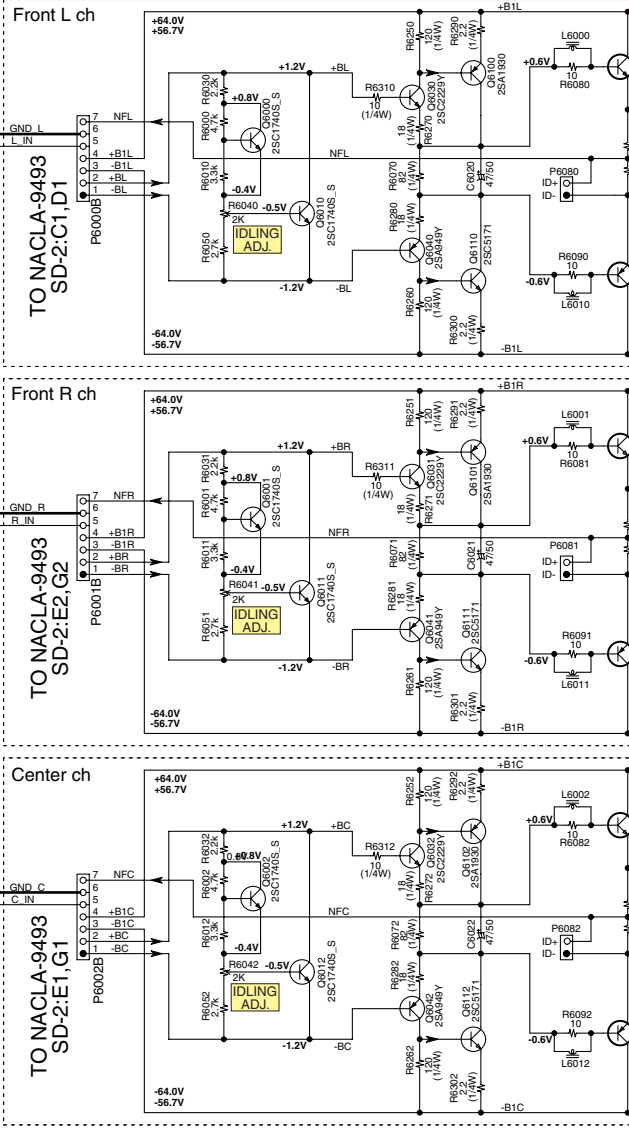 Front L ch
+64.0V
+56.7V
+B1L
R6250
120
(1/4W)
R6290
2.2
(1/4W)
Q6100
2SA1930
L6000
+0.6V
10
R6080
+1.2V
+BL
R6030
2.2k
+0.8V
R6000
4.7k
Q6000
2SC1740S_S
R6310
10
(1/4W)
Q6030
2SC2229Y
18
(1/4W)
R6270
7
NFL
6
GND_L
5
L_IN
4
+B1L
3
-B1L
2
+BL
1
-BL
P6000B
TO NACLA-9493
SD-2:C1,D1
NFL
R6010
3.3k
-0.4V
R6040
-0.5V
2K
IDLING
ADJ.
Q6010
2SC1740S_S
R6050
2.7k
-1.2V
-BL
R6070
82
(1/4W)
C6020
47/50
R6280
18
(1/4W)
P6080
ID+
ID-
Q6040
2SA949Y
Q6110
2SC5171
R6260
120
(1/4W)
R6300
2.2
(1/4W)
R6090
10
-0.6V
L6010
-64.0V
-56.7V
-B1L
Front R ch
+64.0V
+56.7V
+B1R
R6251
120
(1/4W)
R6291
2.2
(1/4W)
Q6101
2SA1930
L6001
+0.6V
10
R6081
+1.2V
+BR
R6031
2.2k
+0.8V
R6001
4.7k
Q6001
2SC1740S_S
R6311
10
(1/4W)
Q6031
2SC2229Y
18
(1/4W)
R6271
7
NFR
6
GND_R
5
R_IN
4
+B1R
3
-B1R
2
+BR
1
-BR
P6001B
TO NACLA-9493
SD-2:E2,G2
NFR
R6011
3.3k
-0.4V
R6041
-0.5V
2K
IDLING
ADJ.
Q6011
2SC1740S_S
R6051
2.7k
-1.2V
-BR
R6071
82
(1/4W)
C6021
47/50
R6281
18
(1/4W)
P6081
ID+
ID-
Q6041
2SA949Y
Q6111
2SC5171
R6261
120
(1/4W)
R6301
2.2
(1/4W)
R6091
10
-0.6V
L6011
-64.0V
-56.7V
-B1R
Center ch
+64.0V
+56.7V
+B1C
R6252
120
(1/4W)
R6292
2.2
(1/4W)
Q6102
2SA1930
L6002
+0.6V
10
R6082
+1.2V
+BC
R6032
2.2k
+0.8V
R6002
4.7k
Q6002
2SC1740S_S
R6312
10
(1/4W)
Q6032
2SC2229Y
18
(1/4W)
R6272
7
NFC
6
GND_C
5
C_IN
4
+B1C
3
-B1C
2
+BC
1
-BC
P6002B
TO NACLA-9493
SD-2:E1,G1
NFC
R6012
3.3k
-0.4V
R6042
-0.5V
2K
IDLING
ADJ.
Q6012
2SC1740S_S
R6052
2.7k
-1.2V
-BC
R6072
82
(1/4W)
C6022
47/50
R6282
18
(1/4W)
P6082
ID+
ID-
Q6042
2SA949Y
Q6112
2SC5171
R6262
120
(1/4W)
R6302
2.2
(1/4W)
R6092
10
-0.6V
L6012
-64.0V
-56.7V
-B1C